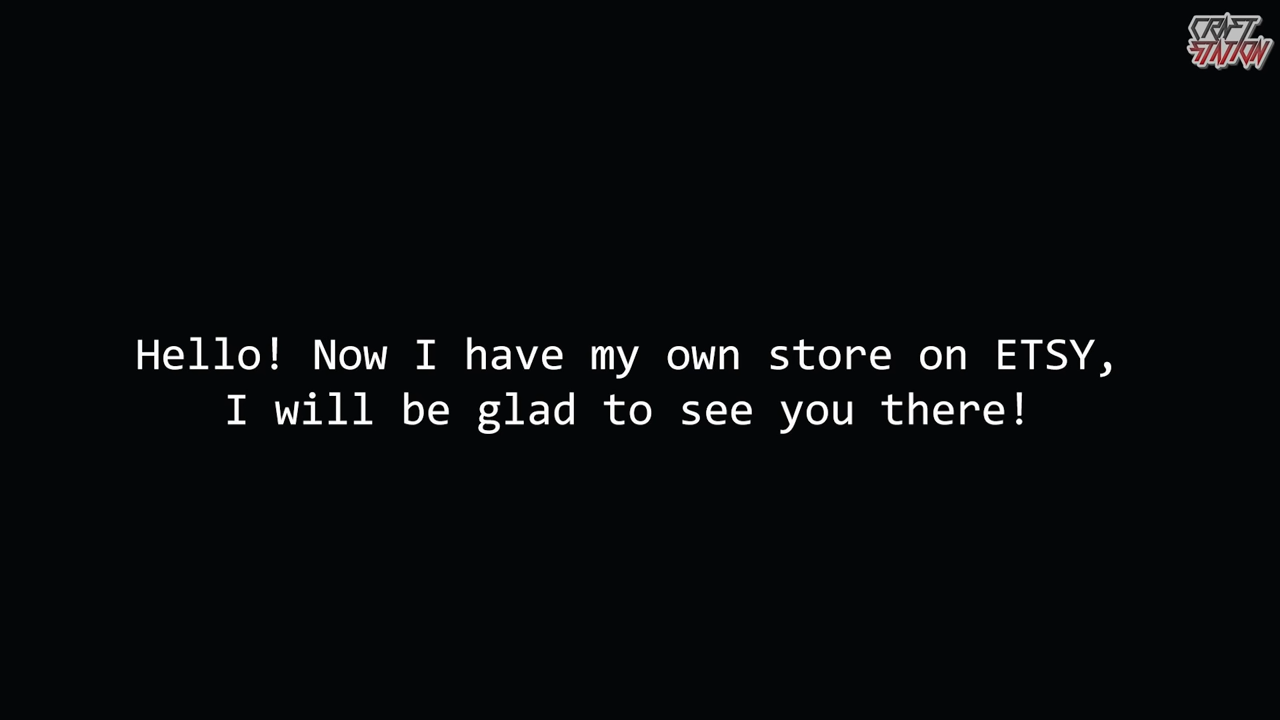 CRAFT
STATION
Hello! Now I have my own store on ETSY,
I will be glad to see you there!